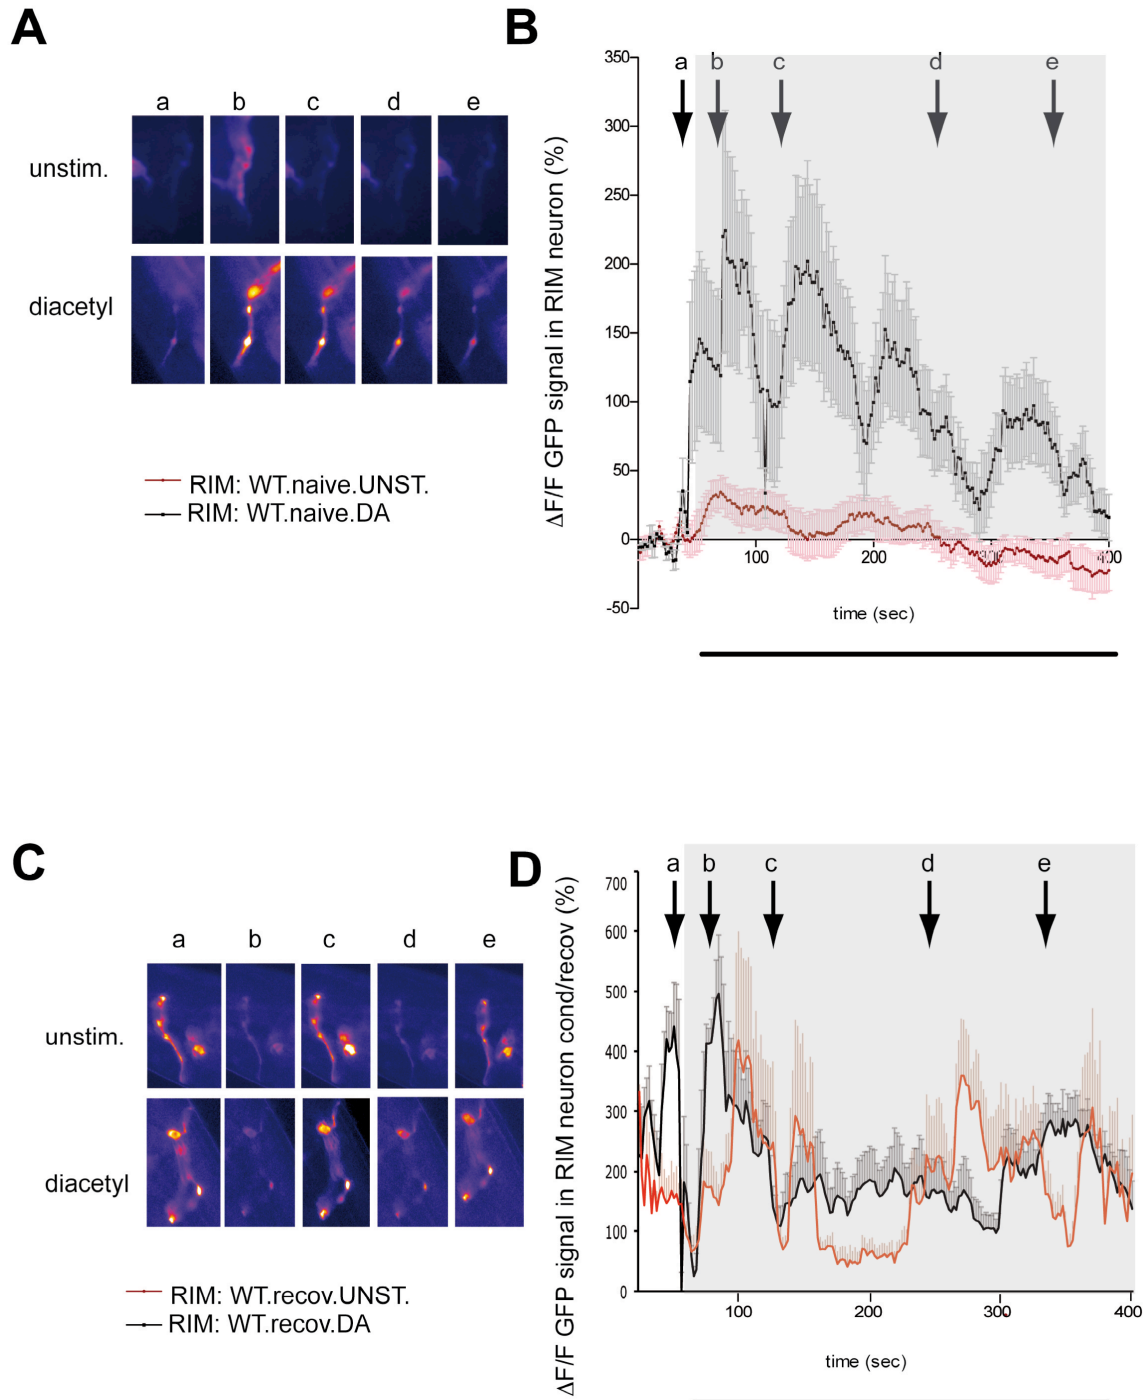 A
a b c d e
unstim.
diacetyl
RIM: WT.naive.UNST.
RIM: WT.naive.DA
B
ΔF/F GFP signal in RIM neuron (%)
350
300
250
200
150
100
50
0
-50
a b c d e
100 200 300 400
time (sec)
C
a b c d e
unstim.
diacetyl
RIM: WT.recov.UNST.
RIM: WT.recov.DA
D
ΔF/F GFP signal in RIM neuron cond/recov (%)
700
600
500
400
300
200
100
0
a b c d e
100 200 300 400
time (sec)